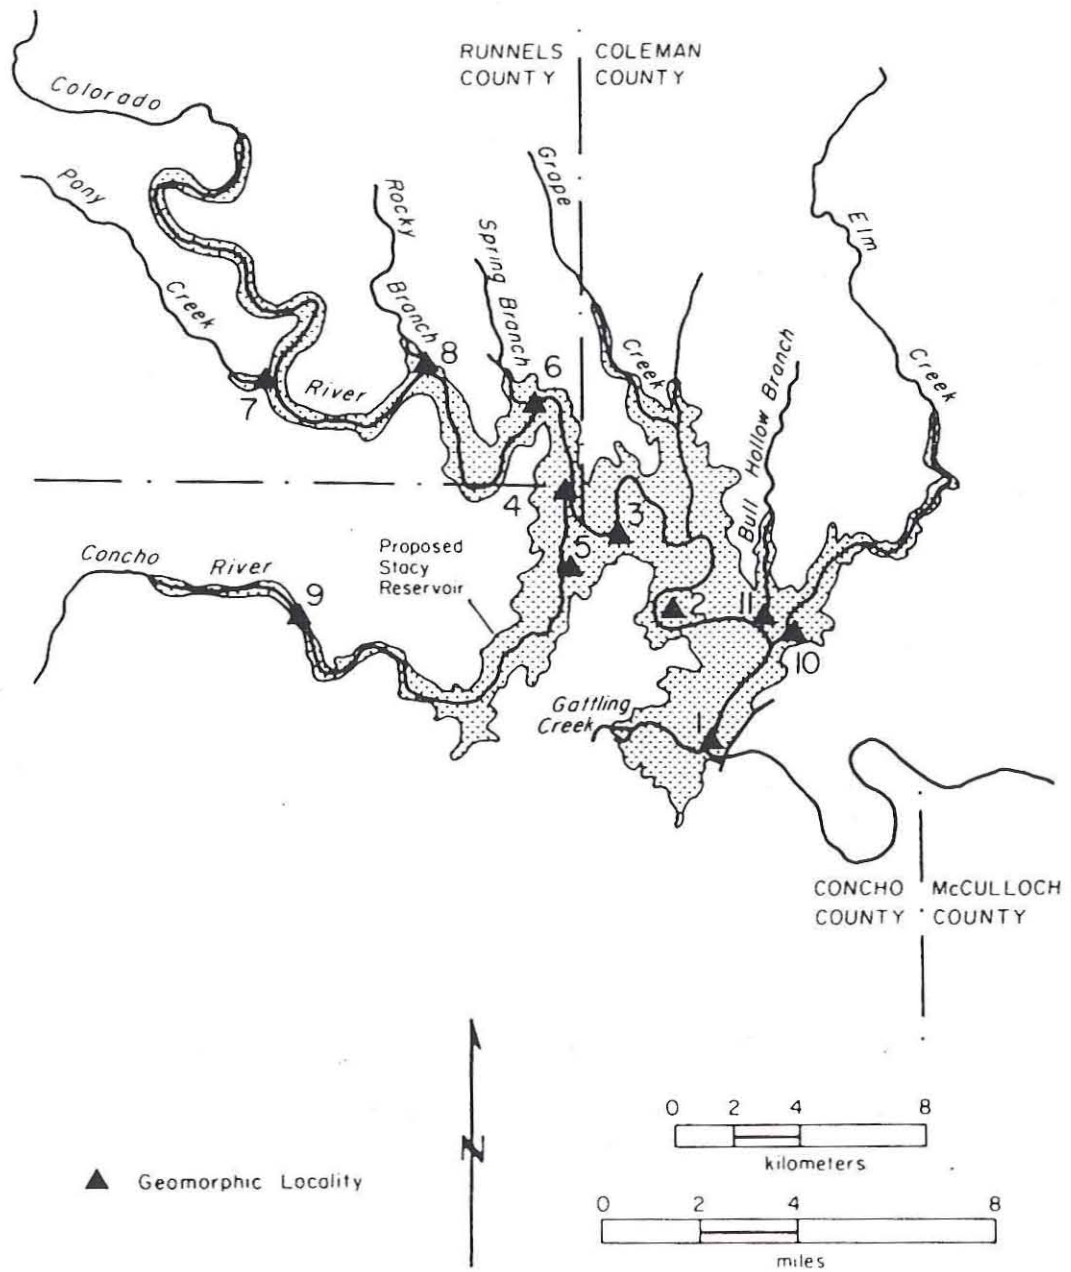 RUNNELS COLEMAN
COUNTY COUNTY
Colorado
Pony
Creek
River
Rocky
Branch
Spring Branch
Grape
Creek
Elm
Creek
Bull Hollow Branch
8
6
7
4
3
5
Proposed
Stacy
Reservoir
Concho
River
9
2
11
10
Gattling
Creek
1
CONCHO McCULLOCH
COUNTY COUNTY
N
0 2 4 8
kilometers
Geomorphic Locality
0 2 4 8
miles